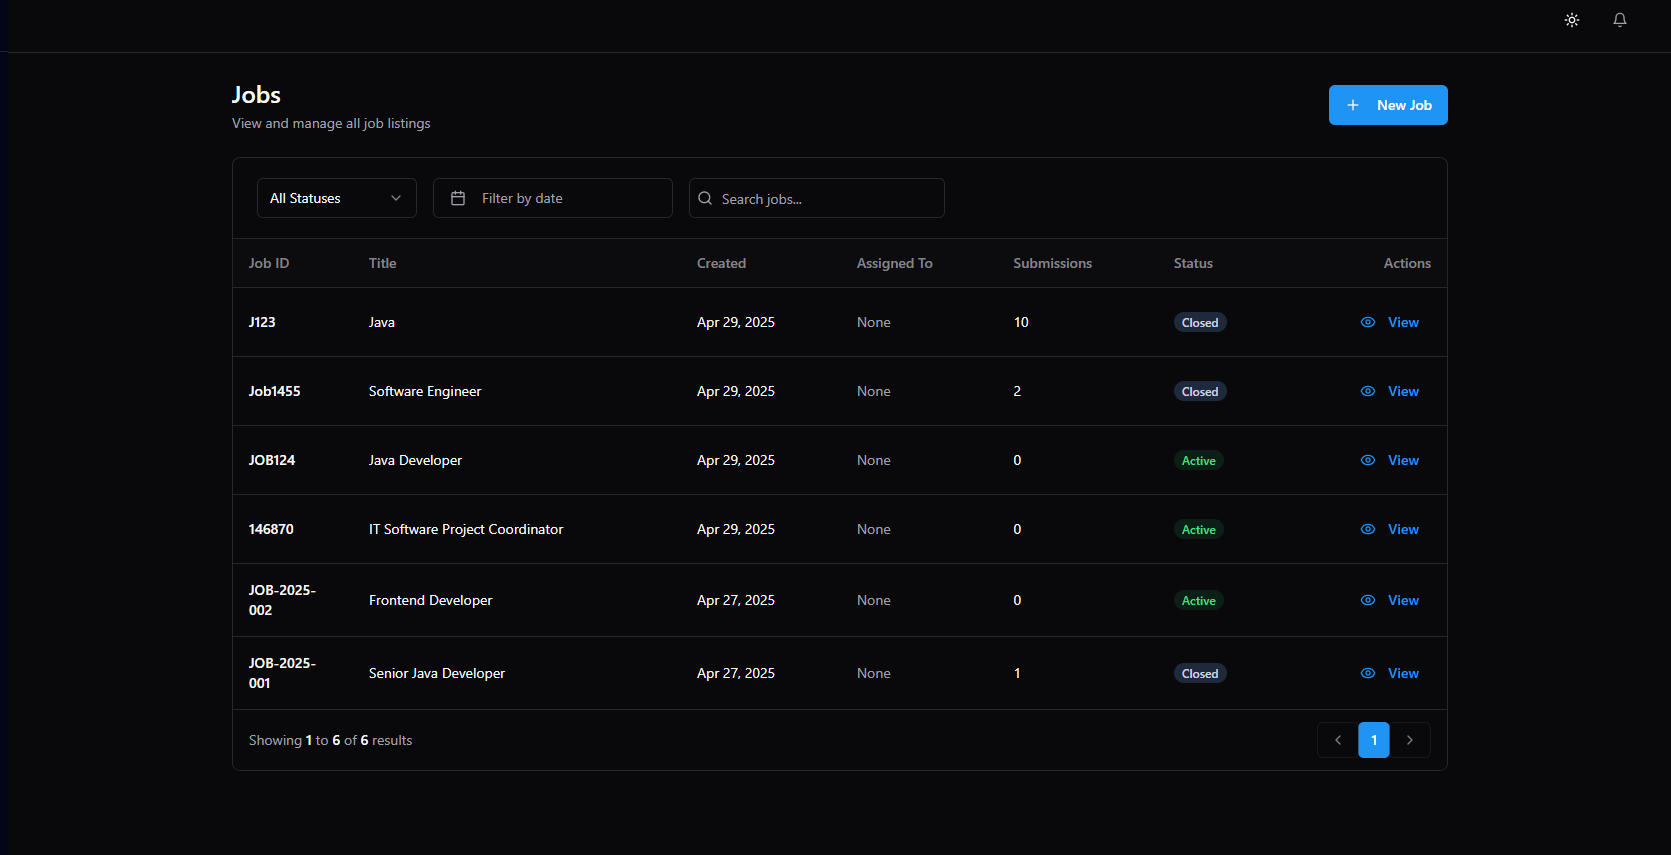 Jobs
View and manage all job listings
New Job
All Statuses
Filter by date
Search jobs...
Job ID Title Created Assigned To Submissions Status Actions
J123 Java Apr 29, 2025 None 10 Closed View
Job1455 Software Engineer Apr 29, 2025 None 2 Closed View
JOB124 Java Developer Apr 29, 2025 None 0 Active View
146870 IT Software Project Coordinator Apr 29, 2025 None 0 Active View
JOB-2025-
002 Frontend Developer Apr 27, 2025 None 0 Active View
JOB-2025-
001 Senior Java Developer Apr 27, 2025 None 1 Closed View
Showing 1 to 6 of 6 results
1